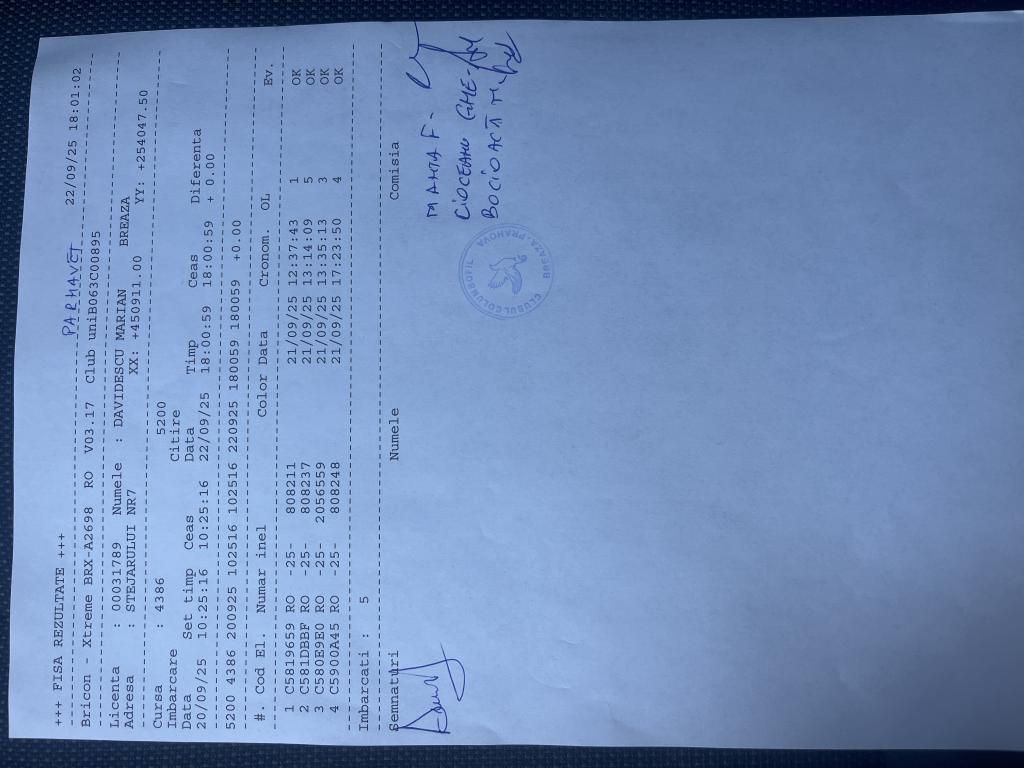 +++ FISA REZULTATE +++ PARHAVET 22/09/25 18:01:02
Bricon - Xtreme BRX-A2698 RO V03.17 Club uniB063C00895
Licenta : 00031789 Numele : DAVIDESCU MARIAN
Adresa : STEJARULUI NR7 BREAZA
XX: +450911.00 YY: +254047.50
Cursa : 4386 5200
Imbarcare Citire
Data Set timp Ceas Data Timp Ceas Diferenta
20/09/25 10:25:16 10:25:16 22/09/25 18:00:59 18:00:59 + 0.00
5200 4386 200925 102516 102516 220925 180059 180059 +0.00
#. Cod El. Numar inel Color Data Cronom. OL Ev.
1 C5819659 RO -25- 808211 21/09/25 12:37:43 1 OK
2 C581DBBF RO -25- 808237 21/09/25 13:14:09 5 OK
3 C580E9E0 RO -25- 2056559 21/09/25 13:35:13 3 OK
4 C5900A45 RO -25- 808248 21/09/25 17:23:50 4 OK
Imbarcati : 5
Semnaturi Numele Comisia
MANTA F.
CIOCEANU GHE-
BOCIOACĂ
CLUBUL COLUMBOFIL BREAZA-PRAHOVA